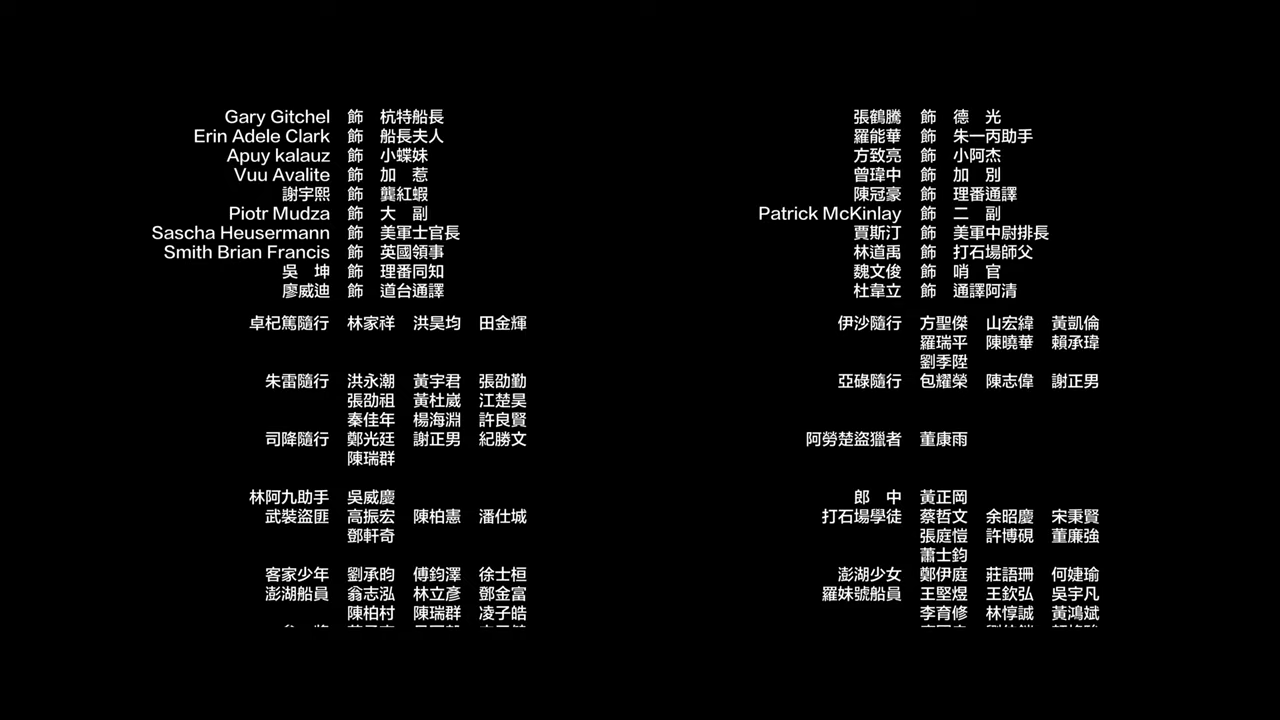 Gary Gitchel 飾 杭特船長
Erin Adele Clark 飾 船長夫人
Apuy kalauz 飾 小蝶妹
Vuu Avalite 飾 加 惹
謝宇熙 飾 龔紅蝦
Piotr Mudza 飾 大 副
Sascha Heusermann 飾 美軍士官長
Smith Brian Francis 飾 英國領事
吳 坤 飾 理番同知
廖威迪 飾 道台通譯
卓杞篤隨行 林家祥 洪昊均 田金輝
朱雷隨行 洪永潮 黃宇君 張劭勤
張劭祖 黃杜崴 江楚昊
秦佳年 楊海淵 許良賢
司降隨行 鄭光廷 謝正男 紀勝文
陳瑞群
林阿九助手 吳威慶
武裝盜匪 高振宏 陳柏憲 潘仕城
鄧軒奇
客家少年 劉承昀 傅鈞澤 徐士桓
澎湖船員 翁志泓 林立彥 鄧金富
陳柏村 陳瑞群 凌子皓
張鶴騰 飾 德 光
羅能華 飾 朱一丙助手
方致亮 飾 小阿杰
曾瑋中 飾 加 別
陳冠豪 飾 理番通譯
Patrick McKinlay 飾 二 副
賈斯汀 飾 美軍中尉排長
林道禹 飾 打石場師父
魏文俊 飾 哨 官
杜韋立 飾 通譯阿清
伊沙隨行 方聖傑 山宏緯 黃凱倫
羅瑞平 陳曉華 賴承瑋
劉季陞
亞碌隨行 包耀榮 陳志偉 謝正男
阿勞楚盜獵者 董康雨
郎 中 黃正岡
打石場學徒 蔡哲文 余昭慶 宋秉賢
張庭愷 許博硯 董廉強
蕭士鈞
澎湖少女 鄭伊庭 莊語珊 何婕瑜
羅妹號船員 王堅煜 王欽弘 吳宇凡
李育修 林惇誠 黃鴻斌